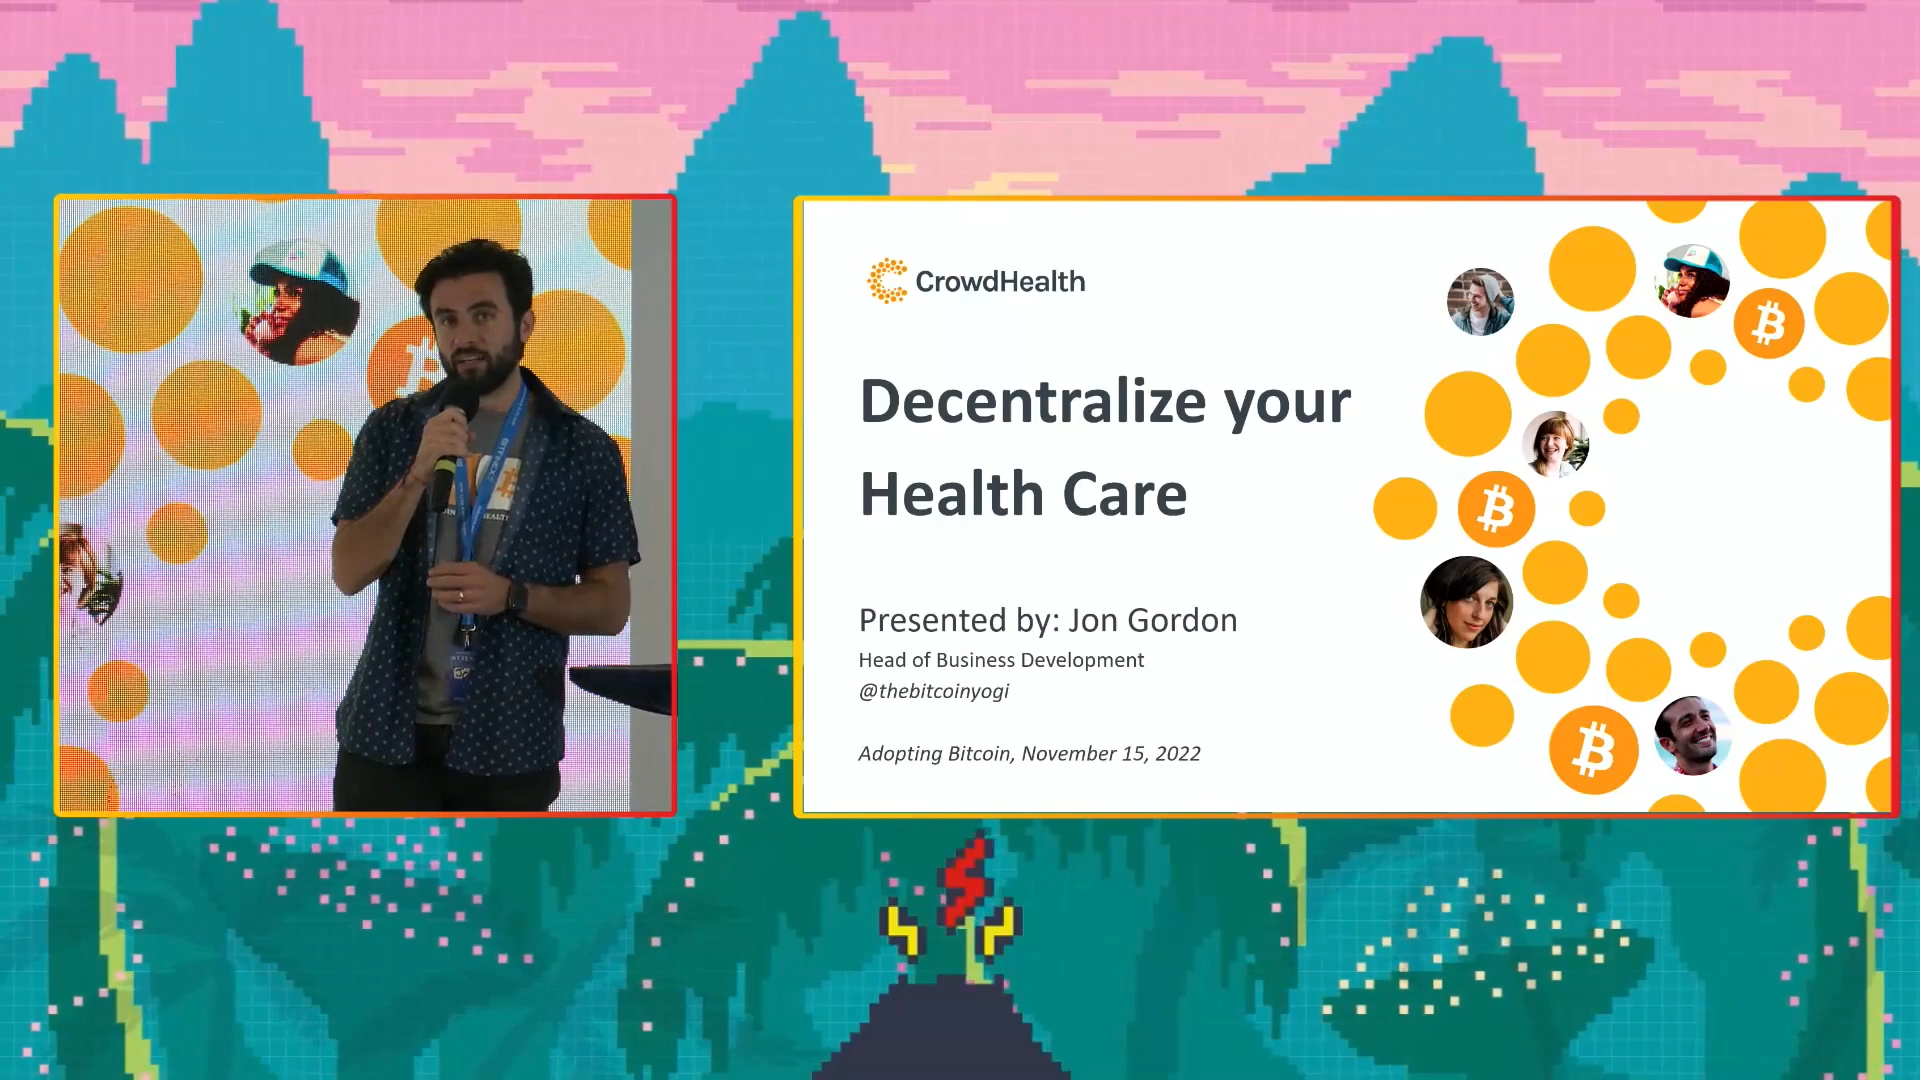 CrowdHealth
Decentralize your
Health Care
Presented by: Jon Gordon
Head of Business Development
@thebitcoinyogi
Adopting Bitcoin, November 15, 2022